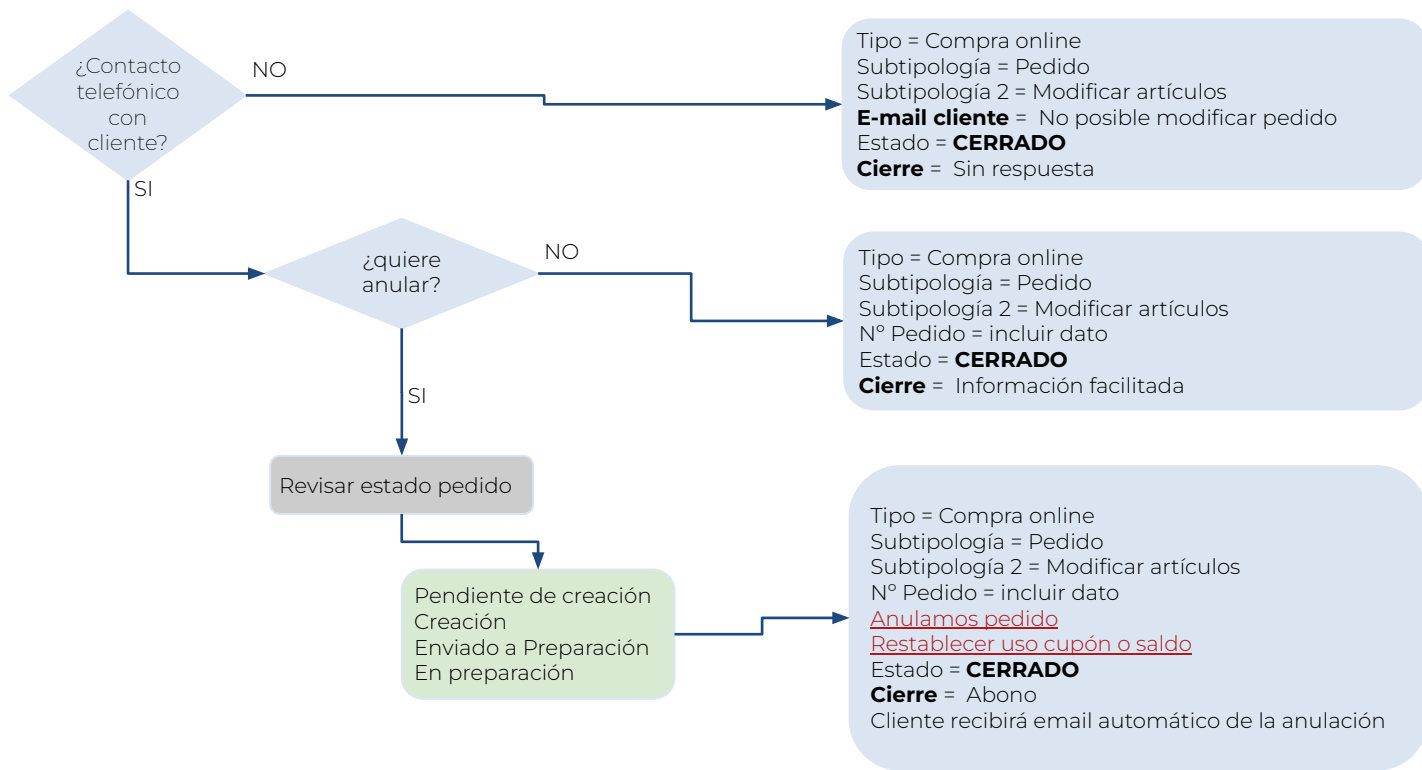 ¿Contacto
telefónico
con
cliente?
NO
SI
Tipo = Compra online
Subtipología = Pedido
Subtipología 2 = Modificar artículos
E-mail cliente = No posible modificar pedido
Estado = CERRADO
Cierre = Sin respuesta
¿quiere
anular?
NO
SI
Tipo = Compra online
Subtipología = Pedido
Subtipología 2 = Modificar artículos
Nº Pedido = incluir dato
Estado = CERRADO
Cierre = Información facilitada
Revisar estado pedido
Pendiente de creación
Creación
Enviado a Preparación
En preparación
Tipo = Compra online
Subtipología = Pedido
Subtipología 2 = Modificar artículos
Nº Pedido = incluir dato
Anulamos pedido
Restablecer uso cupón o saldo
Estado = CERRADO
Cierre = Abono
Cliente recibirá email automático de la anulación